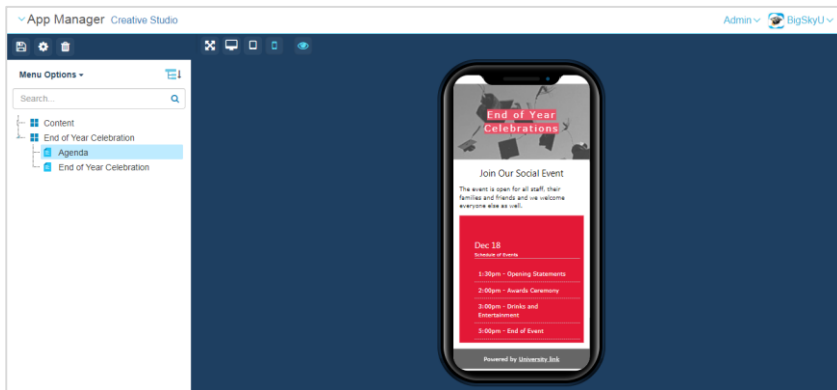 App Manager Creative Studio
Admin
BigSkyU
Menu Options
Search...
Content
End of Year Celebration
Agenda
End of Year Celebration
End of Year
Celebrations
Join Our Social Event
The event is open for all staff, their
families and friends and we welcome
everyone else as well.
Dec 18
Schedule of Events
1:30pm - Opening Statements
2:00pm - Awards Ceremony
3:00pm - Drinks and
Entertainment
5:00pm - End of Event
Powered by University link